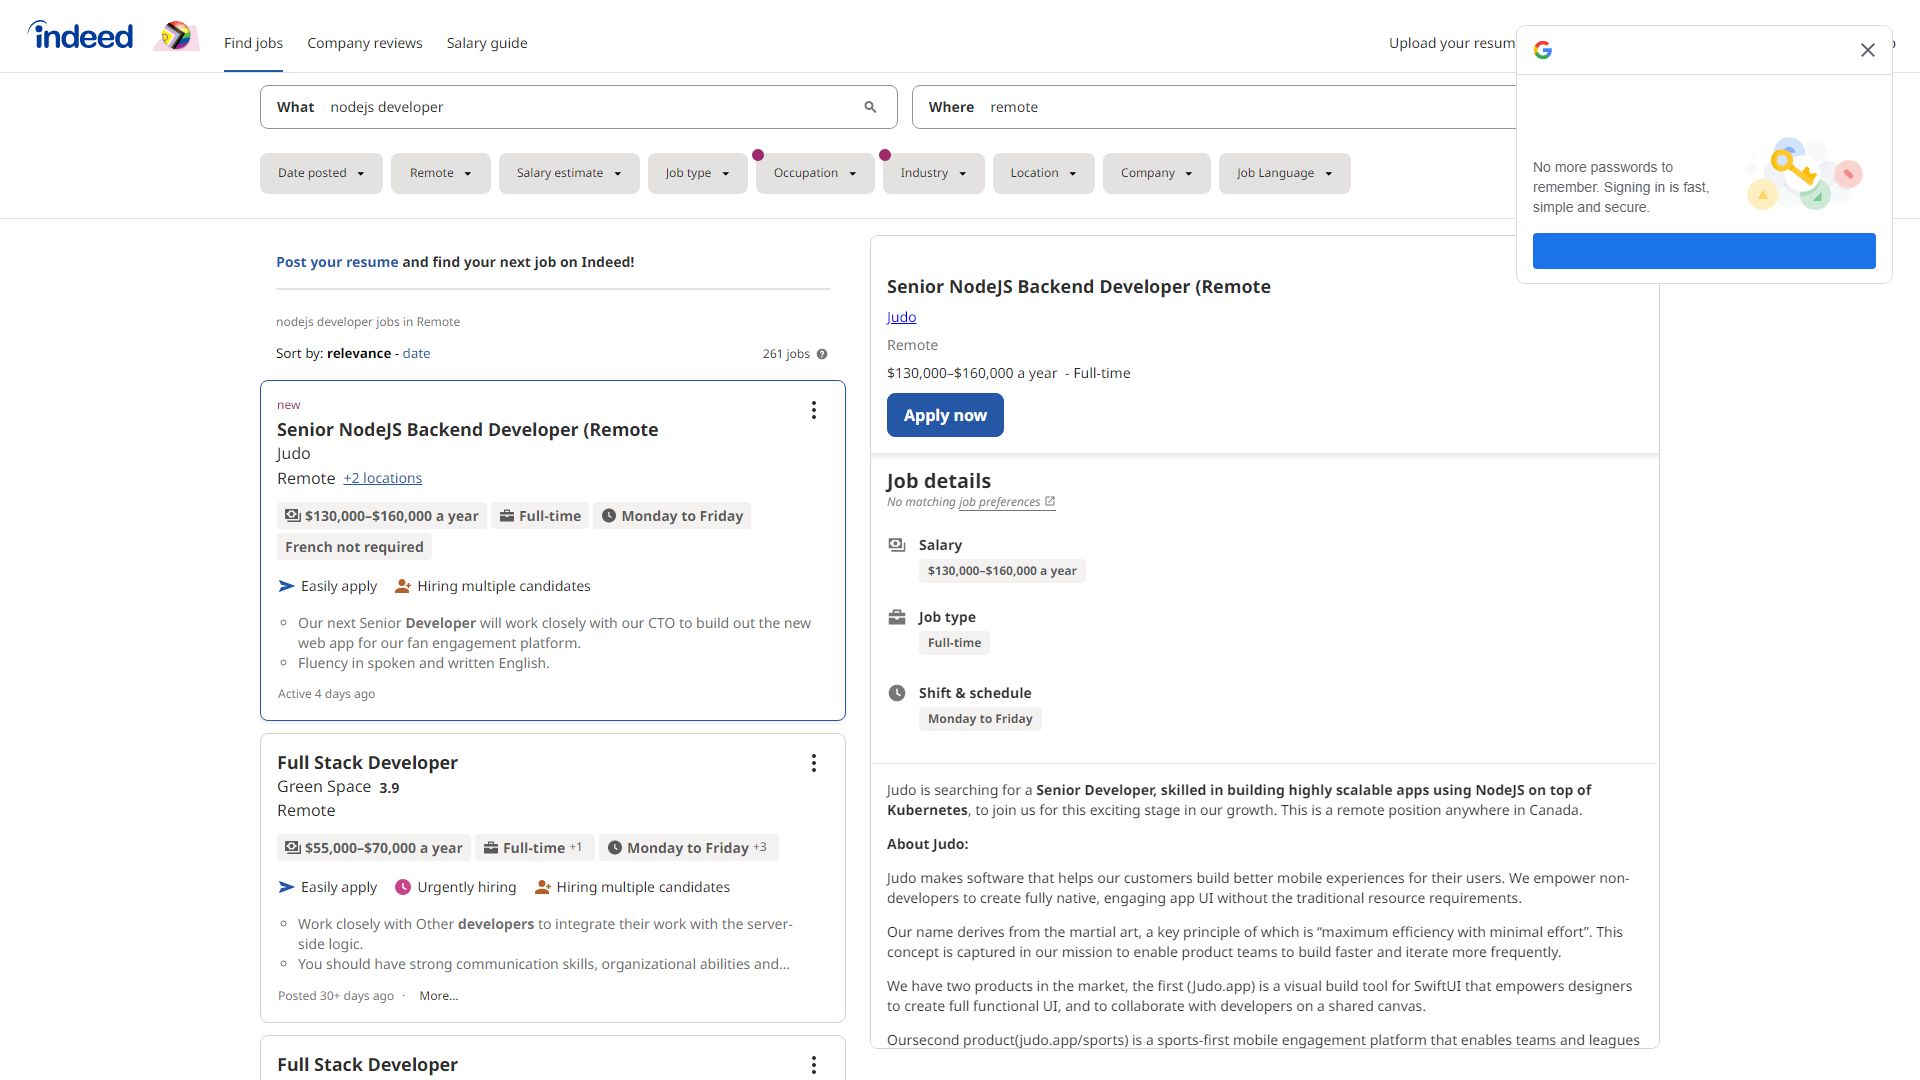 indeed
Find jobs
Company reviews
Salary guide
Upload your resum
What nodejs developer
Where remote
No more passwords to
remember. Signing in is fast,
simple and secure.
Date posted
Remote
Salary estimate
Job type
Occupation
Industry
Location
Company
Job Language
Post your resume and find your next job on Indeed!
nodejs developer jobs in Remote
Sort by: relevance - date
261 jobs
new
Senior NodeJS Backend Developer (Remote
Judo
Remote +2 locations
$130,000–$160,000 a year
Full-time
Monday to Friday
French not required
Easily apply
Hiring multiple candidates
Our next Senior Developer will work closely with our CTO to build out the new
web app for our fan engagement platform.
Fluency in spoken and written English.
Active 4 days ago
Full Stack Developer
Green Space 3.9
Remote
$55,000–$70,000 a year
Full-time +1
Monday to Friday +3
Easily apply
Urgently hiring
Hiring multiple candidates
Work closely with Other developers to integrate their work with the server-
side logic.
You should have strong communication skills, organizational abilities and…
Posted 30+ days ago · More...
Full Stack Developer
Senior NodeJS Backend Developer (Remote
Judo
Remote
$130,000–$160,000 a year - Full-time
Apply now
Job details
No matching job preferences
Salary
$130,000–$160,000 a year
Job type
Full-time
Shift & schedule
Monday to Friday
Judo is searching for a Senior Developer, skilled in building highly scalable apps using NodeJS on top of
Kubernetes, to join us for this exciting stage in our growth. This is a remote position anywhere in Canada.
About Judo:
Judo makes software that helps our customers build better mobile experiences for their users. We empower non-
developers to create fully native, engaging app UI without the traditional resource requirements.
Our name derives from the martial art, a key principle of which is “maximum efficiency with minimal effort”. This
concept is captured in our mission to enable product teams to build faster and iterate more frequently.
We have two products in the market, the first (Judo.app) is a visual build tool for SwiftUI that empowers designers
to create full functional UI, and to collaborate with developers on a shared canvas.
Oursecond product(judo.app/sports) is a sports-first mobile engagement platform that enables teams and leagues